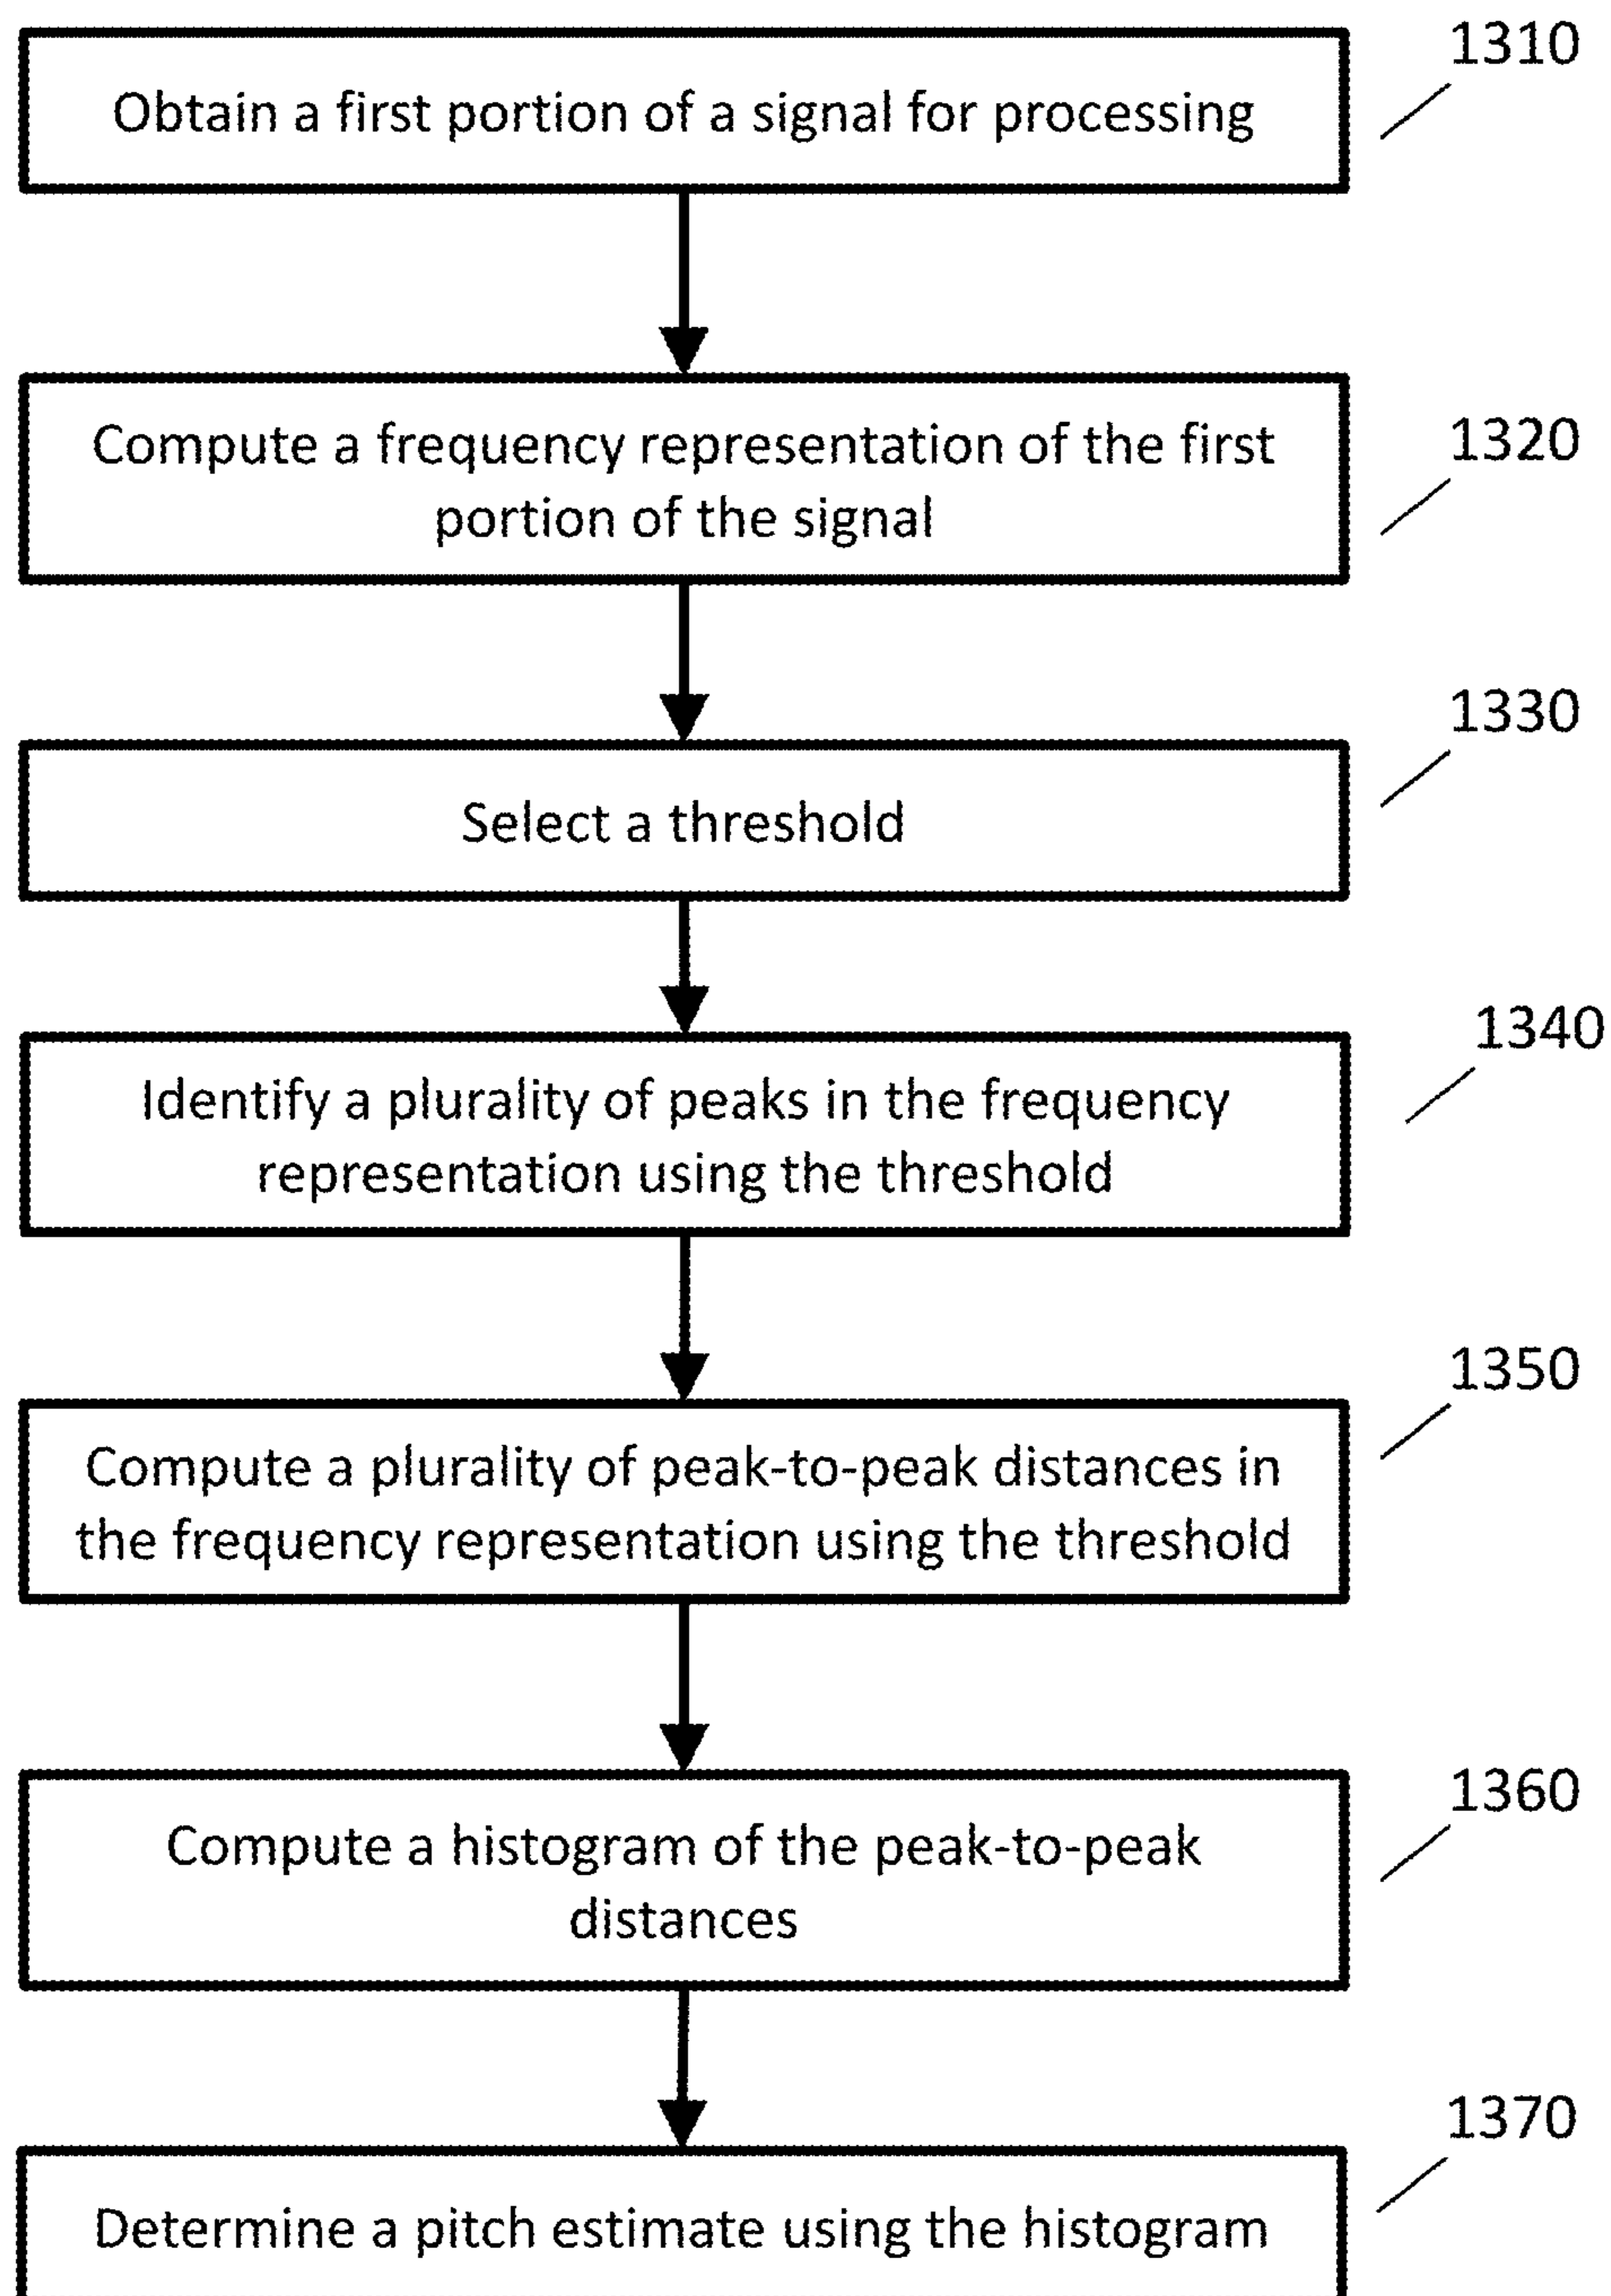 1310
Obtain a first portion of a signal for processing
1320
Compute a frequency representation of the first
portion of the signal
1330
Select a threshold
1340
Identify a plurality of peaks in the frequency
representation using the threshold
1350
Compute a plurality of peak-to-peak distances in
the frequency representation using the threshold
1360
Compute a histogram of the peak-to-peak
distances
1370
Determine a pitch estimate using the histogram